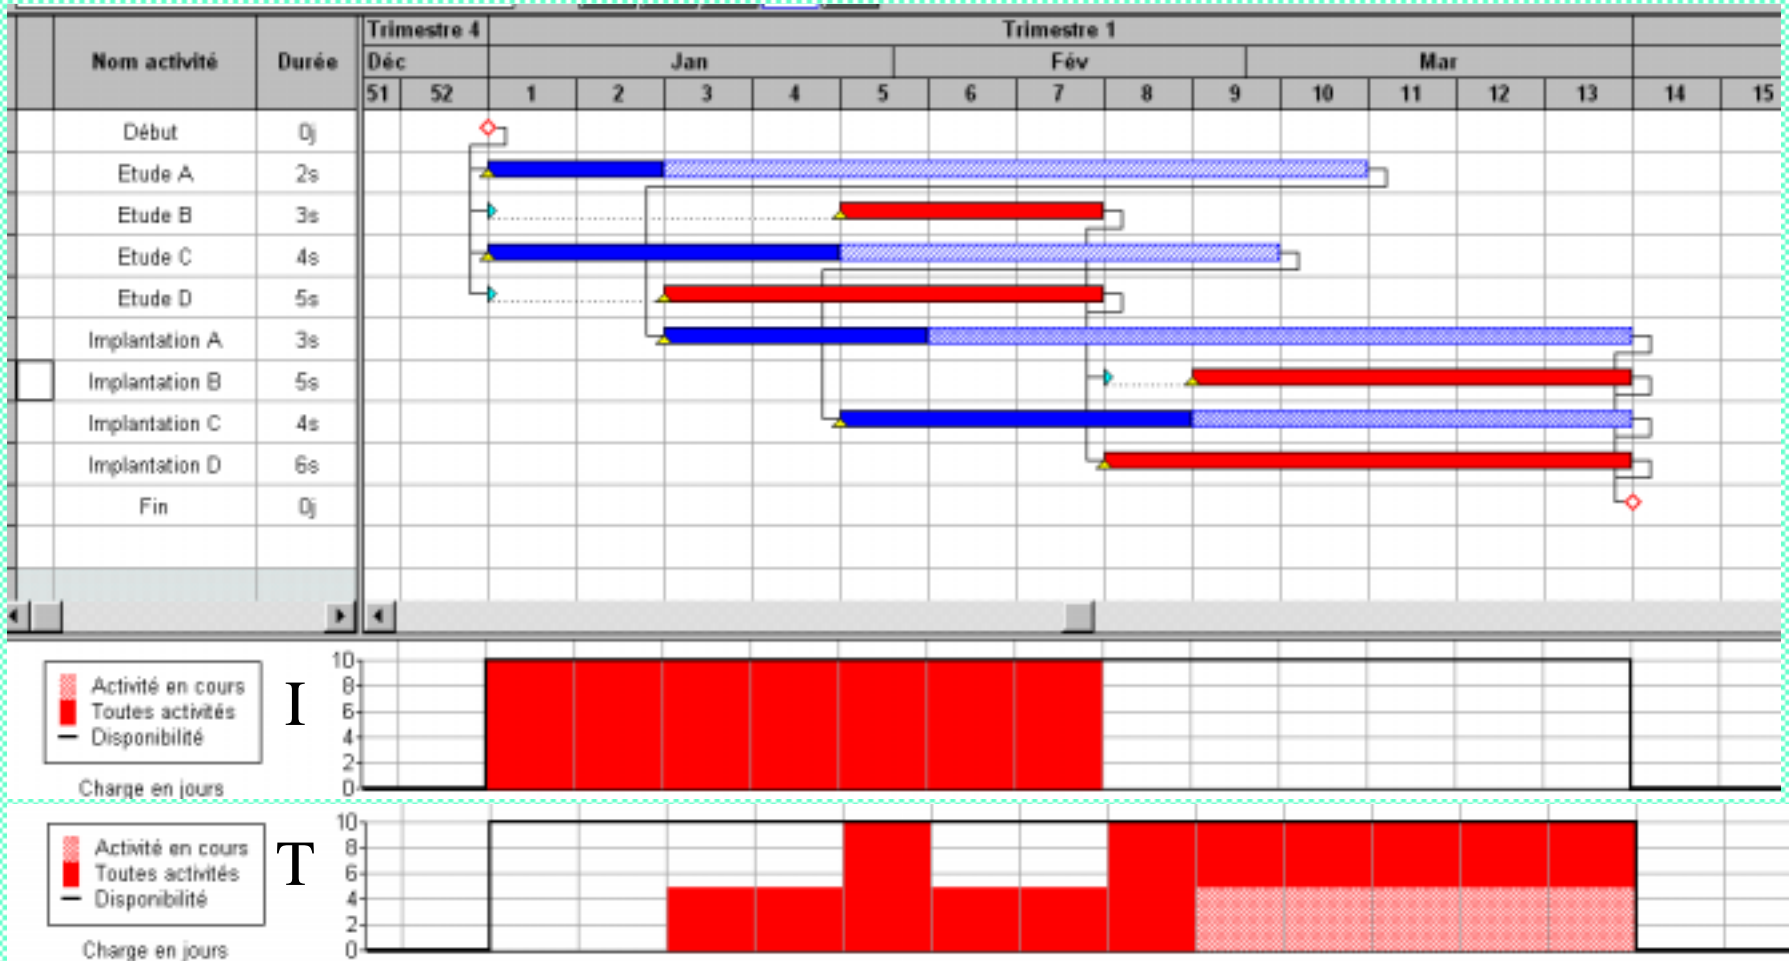 Trimestre 4 Trimestre 1
Nom activité Durée Déc Jan Fév Mar
51 52 1 2 3 4 5 6 7 8 9 10 11 12 13 14 15
Début 0j
Etude A 2s
Etude B 3s
Etude C 4s
Etude D 5s
Implantation A 3s
Implantation B 5s
Implantation C 4s
Implantation D 6s
Fin 0j
Activité en cours
Toutes activités
Disponibilité
Charge en jours
I
10
8
6
4
2
0
Activité en cours
Toutes activités
Disponibilité
Charge en jours
T
10
8
6
4
2
0